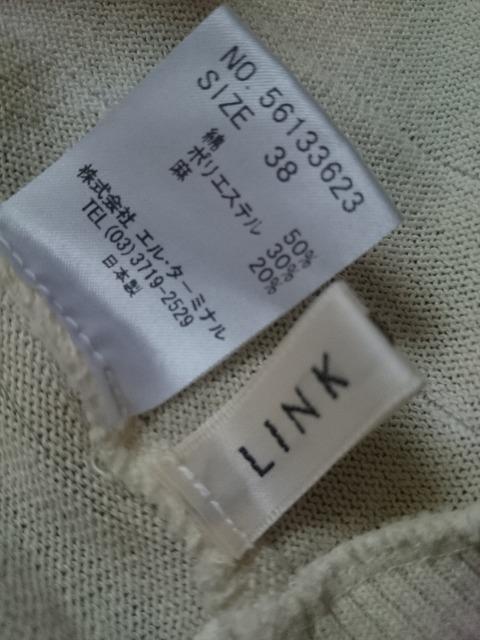 NO. 56133623
SIZE 38
綿 50%
ポリエステル 30%
麻 20%
株式会社 エル・ターミナル
TEL(03)3719-2529
日本製
LINK